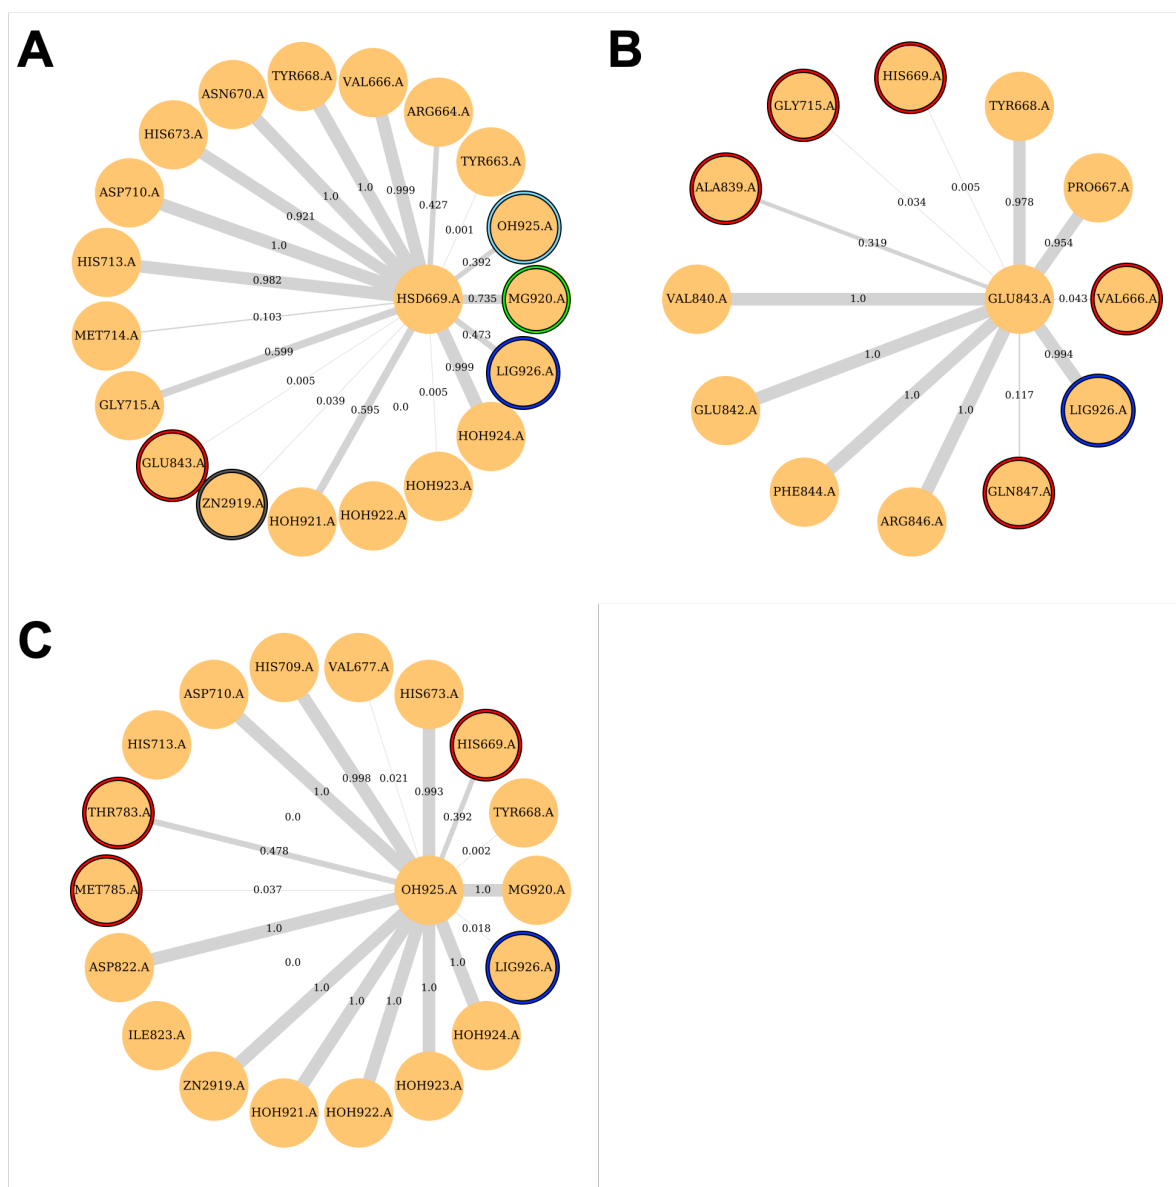 A
TYR668.A
VAL666.A
ASN670.A
ARG664.A
HIS673.A
TYR663.A
ASP710.A
OH925.A
HIS713.A
HSD669.A
MG920.A
MET714.A
LIG926.A
GLY715.A
HOH924.A
GLU843.A
ZN2919.A
HOH923.A
HOH921.A
HOH922.A
1.0
1.0
0.999
0.427
0.921
0.001
1.0
0.392
0.982
0.735
0.103
0.473
0.599
0.999
0.005
0.039
0.595
0.0
0.005
B
HIS669.A
GLY715.A
TYR668.A
ALA839.A
PRO667.A
VAL840.A
GLU843.A
VAL666.A
GLU842.A
LIG926.A
PHE844.A
GLN847.A
ARG846.A
0.005
0.034
0.978
0.319
0.954
1.0
0.043
1.0
0.994
1.0
1.0
0.117
C
HIS709.A
VAL677.A
ASP710.A
HIS673.A
HIS713.A
HIS669.A
THR783.A
TYR668.A
MET785.A
OH925.A
MG920.A
ASP822.A
LIG926.A
ILE823.A
HOH924.A
ZN2919.A
HOH923.A
HOH921.A
HOH922.A
0.998
0.021
1.0
0.993
0.0
0.392
0.478
0.002
0.037
1.0
1.0
0.018
0.0
1.0
1.0
1.0
1.0
1.0